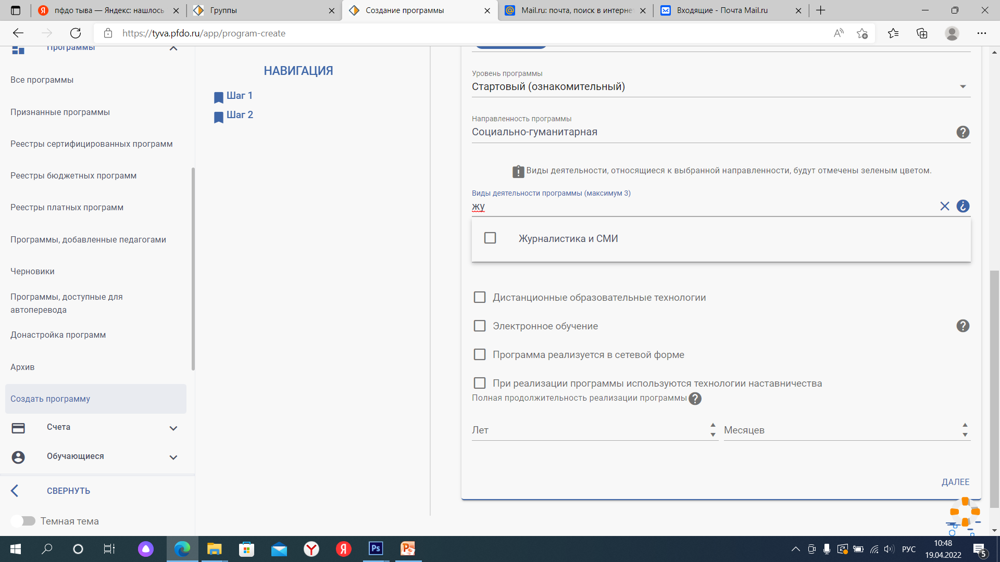 пфдо тыва — Яндекс: нашлось
Группы
Создание программы
Mail.ru: почта, поиск в интерне
Входящие - Почта Mail.ru
https://tyva.pfdo.ru/app/program-create
Программы
Все программы
Признанные программы
Реестры сертифицированных программ
Реестры бюджетных программ
Реестры платных программ
Программы, добавленные педагогами
Черновики
Программы, доступные для
автоперевода
Донастройка программ
Архив
Создать программу
Счета
Обучающиеся
СВЕРНУТЬ
Темная тема
НАВИГАЦИЯ
Шаг 1
Шаг 2
Уровень программы
Стартовый (ознакомительный)
Направленность программы
Социально-гуманитарная
Виды деятельности, относящиеся к выбранной направленности, будут отмечены зеленым цветом.
Виды деятельности программы (максимум 3)
жу
Журналистика и СМИ
Дистанционные образовательные технологии
Электронное обучение
Программа реализуется в сетевой форме
При реализации программы используются технологии наставничества
Полная продолжительность реализации программы
Лет
Месяцев
ДАЛЕЕ
Ps
РУС
10:48
19.04.2022
5